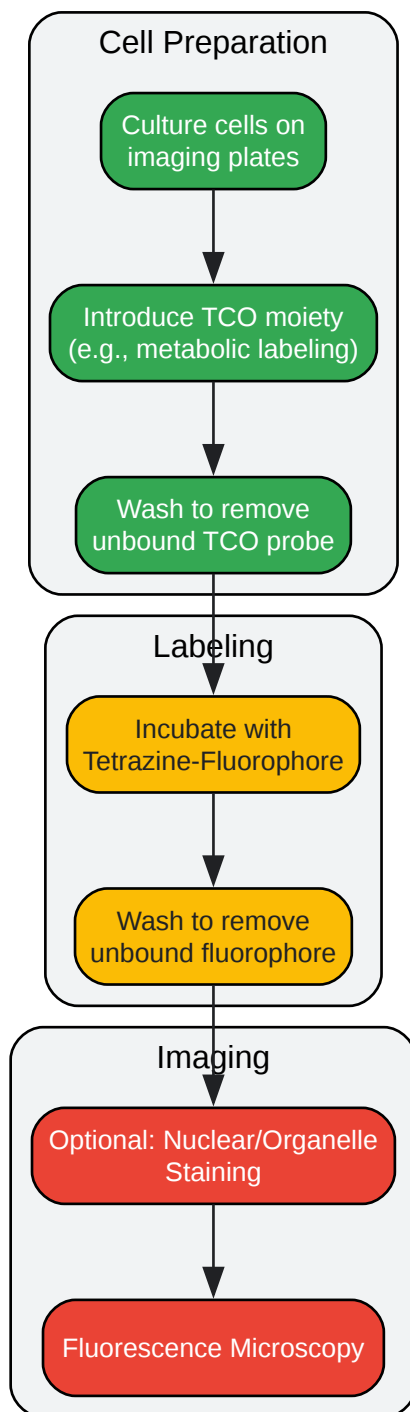 Cell Preparation
Culture cells on
imaging plates
Introduce TCO moiety
(e.g., metabolic labeling)
Wash to remove
unbound TCO probe
Labeling
Incubate with
Tetrazine-Fluorophore
Wash to remove
unbound fluorophore
Imaging
Optional: Nuclear/Organelle
Staining
Fluorescence Microscopy